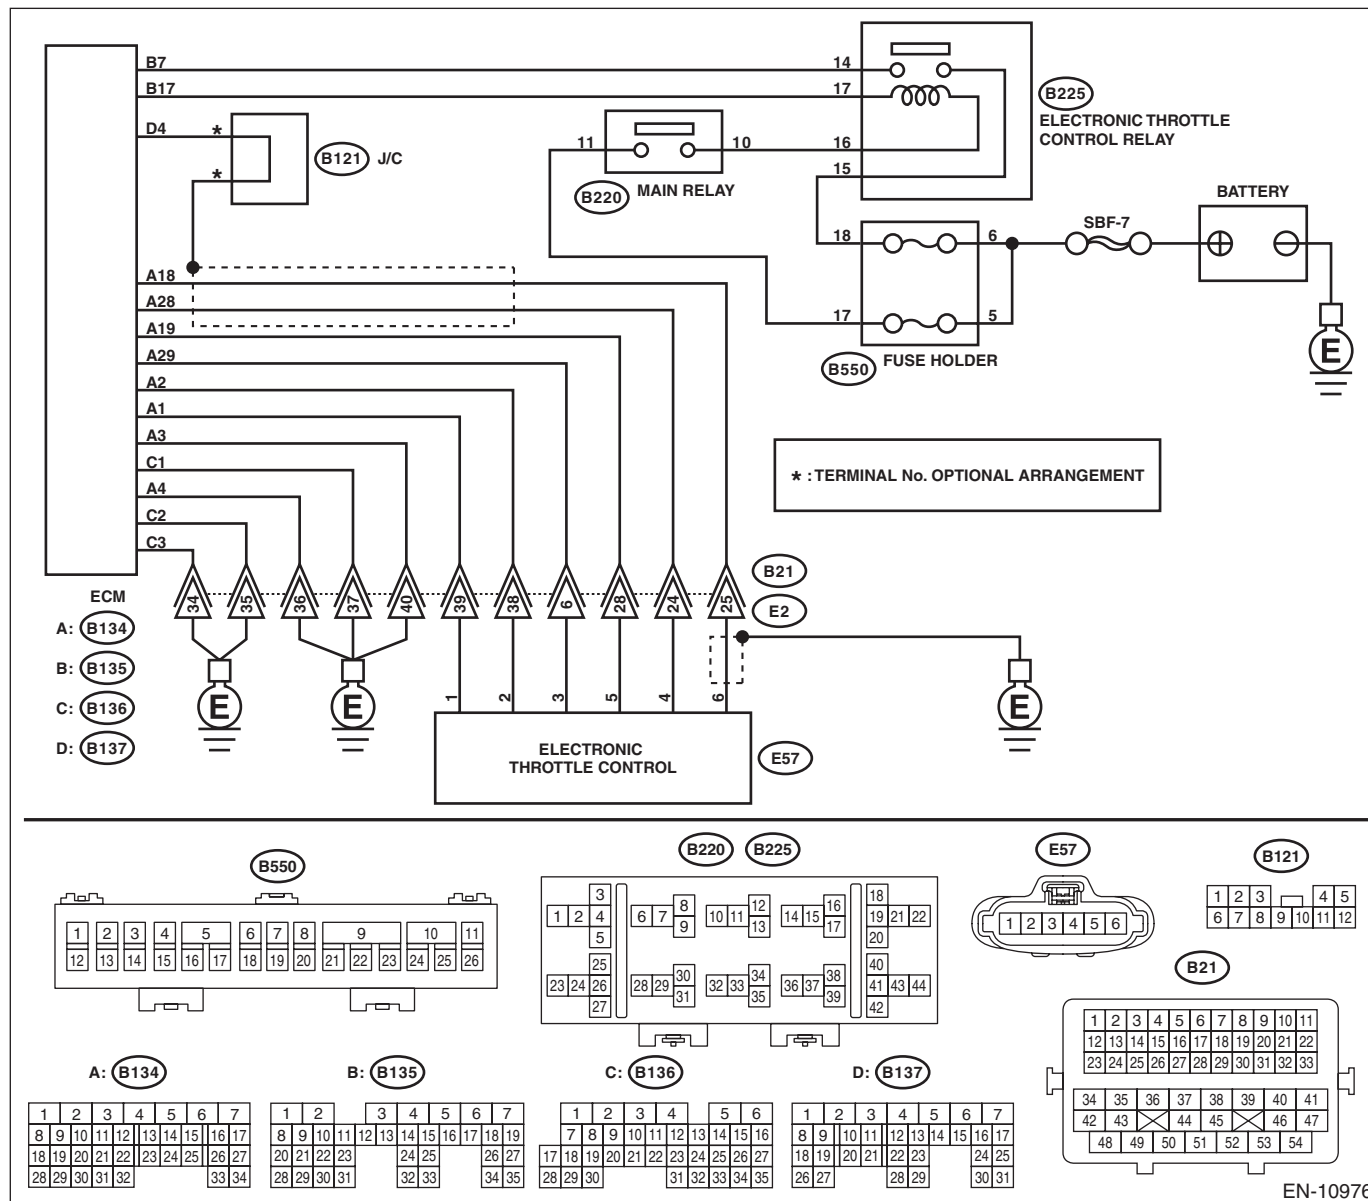 B7
B17
D4
*
*
B121 J/C
14
17
16
15
B225
ELECTRONIC THROTTLE
CONTROL RELAY
11
10
B220
MAIN RELAY
BATTERY
SBF-7
18
6
17
5
B550
FUSE HOLDER
E
A18
A28
A19
A29
A2
A1
A3
C1
A4
C2
C3
* : TERMINAL No. OPTIONAL ARRANGEMENT
34 35 36 37 40 39 38 6 28 24 25
B21
E2
ECM
A: B134
B: B135
C: B136
D: B137
E
E
E
1 2 3 5 4 6
ELECTRONIC
THROTTLE CONTROL
E57
B550
1 2 3 4 5 6 7 8 9 10 11
12 13 14 15 16 17 18 19 20 21 22 23 24 25 26
B220 B225
3 8 12 16 18
1 2 4 6 7 10 11 14 15 19 21 22
5 9 13 17 20
25 30 34 38 40
23 24 26 28 29 32 33 36 37 41 43 44
27 31 35 39 42
E57
1 2 3 4 5 6
B121
1 2 3 4 5
6 7 8 9 10 11 12
B21
1 2 3 4 5 6 7 8 9 10 11
12 13 14 15 16 17 18 19 20 21 22
23 24 25 26 27 28 29 30 31 32 33
34 35 36 37 38 39 40 41
42 43 44 45 46 47
48 49 50 51 52 53 54
A: B134
1 2 3 4 5 6 7
8 9 10 11 12 13 14 15 16 17
18 19 20 21 22 23 24 25 26 27
28 29 30 31 32 33 34
B: B135
1 2 3 4 5 6 7
8 9 10 11 12 13 14 15 16 17 18 19
20 21 22 23 24 25 26 27
28 29 30 31 32 33 34 35
C: B136
1 2 3 4 5 6
7 8 9 10 11 12 13 14 15 16
17 18 19 20 21 22 23 24 25 26 27
28 29 30 31 32 33 34 35
D: B137
1 2 3 4 5 6 7
8 9 10 11 12 13 14 15 16 17
18 19 20 21 22 23 24 25
26 27 28 29 30 31
EN-10976